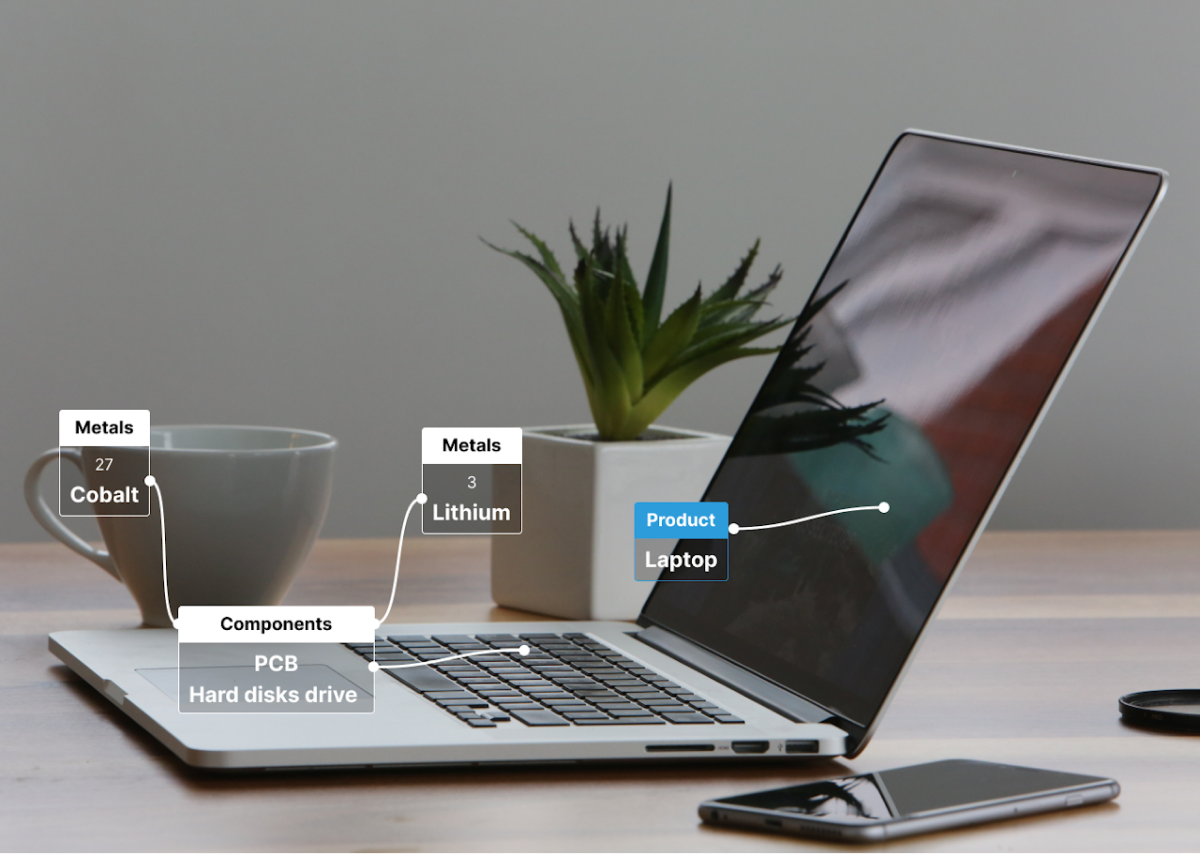 Metals
27
Cobalt
Metals
3
Lithium
Product
Laptop
Components
PCB
Hard disks drive